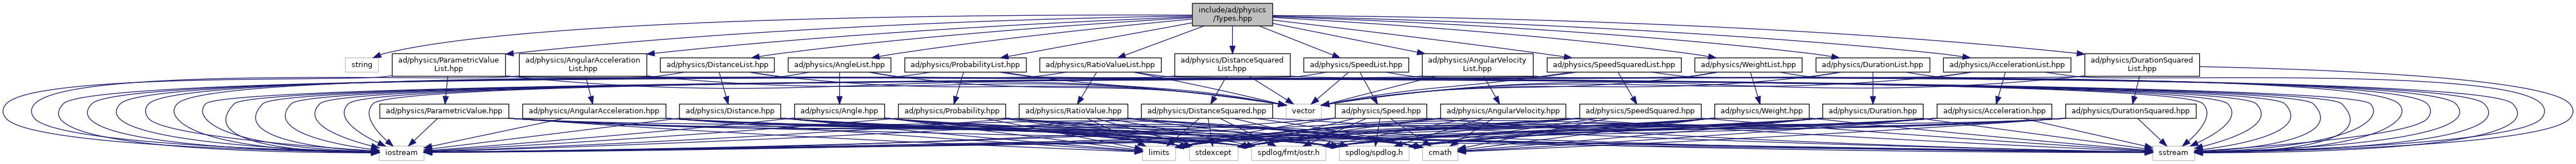 include/ad/physics
/Types.hpp
string
ad/physics/ParametricValue
List.hpp
ad/physics/AngularAcceleration
List.hpp
ad/physics/DistanceList.hpp
ad/physics/AngleList.hpp
ad/physics/ProbabilityList.hpp
ad/physics/RatioValueList.hpp
ad/physics/DistanceSquared
List.hpp
ad/physics/SpeedList.hpp
ad/physics/AngularVelocity
List.hpp
ad/physics/SpeedSquaredList.hpp
ad/physics/WeightList.hpp
ad/physics/DurationList.hpp
ad/physics/AccelerationList.hpp
ad/physics/DurationSquared
List.hpp
ad/physics/ParametricValue.hpp
ad/physics/AngularAcceleration.hpp
ad/physics/Distance.hpp
ad/physics/Angle.hpp
ad/physics/Probability.hpp
ad/physics/RatioValue.hpp
ad/physics/DistanceSquared.hpp
vector
ad/physics/Speed.hpp
ad/physics/AngularVelocity.hpp
ad/physics/SpeedSquared.hpp
ad/physics/Weight.hpp
ad/physics/Duration.hpp
ad/physics/Acceleration.hpp
ad/physics/DurationSquared.hpp
iostream
limits
stdexcept
spdlog/fmt/ostr.h
spdlog/spdlog.h
cmath
sstream